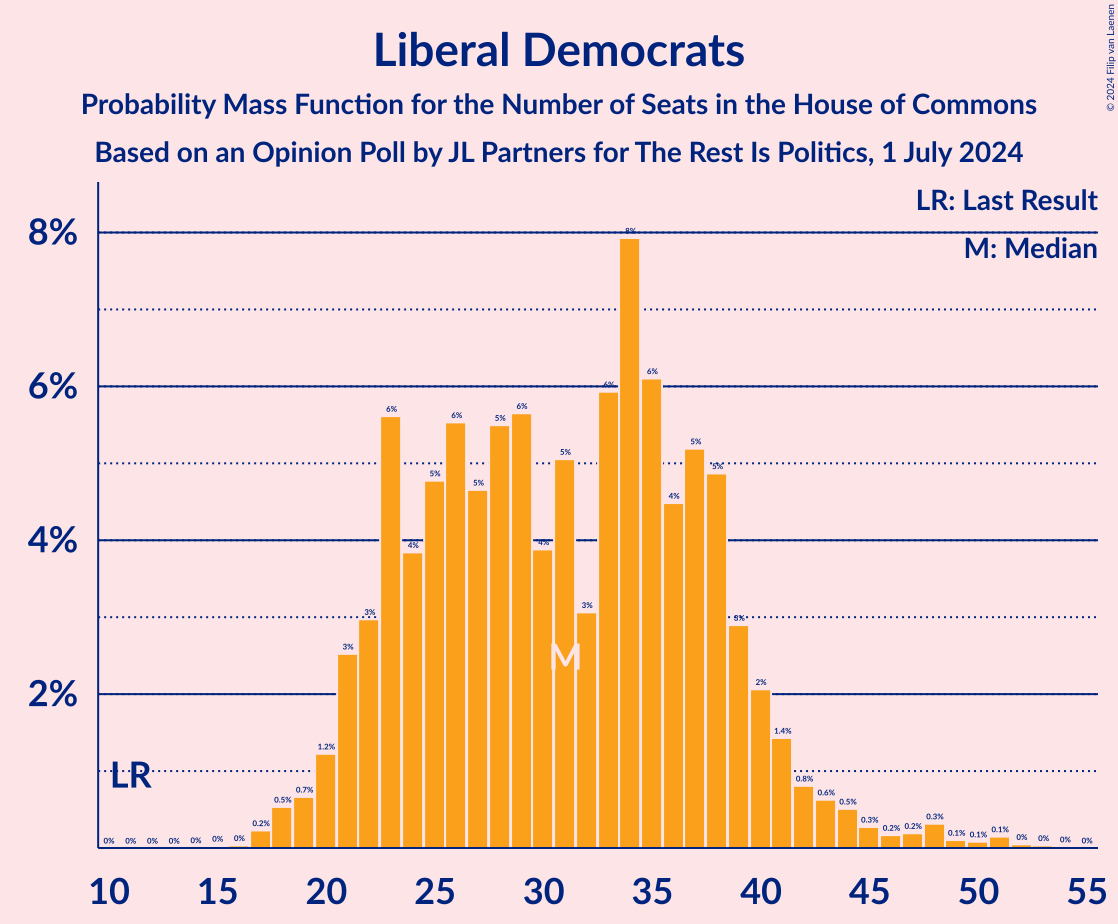 © 2024 Filip van Laenen
Liberal Democrats
Probability Mass Function for the Number of Seats in the House of Commons
Based on an Opinion Poll by JL Partners for The Rest Is Politics, 1 July 2024
LR: Last Result
M: Median
8%
6%
4%
2%
0% 0% 0% 0% 0% 0% 0% 0.2% 0.5% 0.7% 1.2% 3% 3% 6% 4% 5% 6% 5% 5% 6% 4% 5% 3% 6% 8% 6% 4% 5% 5% 3% 2% 1.4% 0.8% 0.6% 0.5% 0.3% 0.2% 0.2% 0.3% 0.1% 0.1% 0.1% 0% 0% 0% 0%
LR
M
10 15 20 25 30 35 40 45 50 55